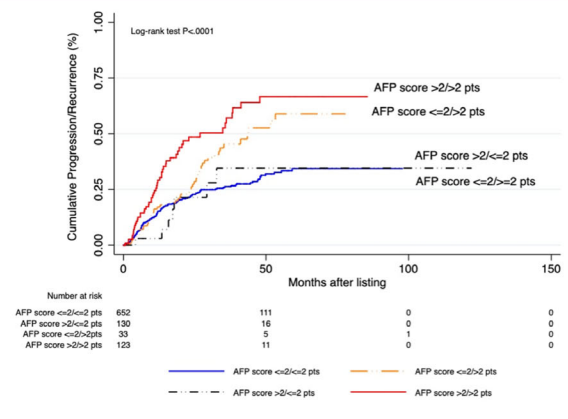 Log-rank test P<.0001
Cumulative Progression/Recurrence (%)
1.00
0.75
0.50
0.25
0.00
AFP score >2/>2 pts
AFP score <=2/>2 pts
AFP score >2/<=2 pts
AFP score <=2/>=2 pts
0 50 100 150
Months after listing
Number at risk
AFP score <=2/<=2 pts 652 111 0 0
AFP score >2/<=2 pts 130 16 0 0
AFP score <=2/>2pts 33 5 1 0
AFP score >2/>2 pts 123 11 0 0
AFP score <=2/<=2 pts AFP score <=2/>2 pts
AFP score >2/<=2 pts AFP score >2/>2 pts